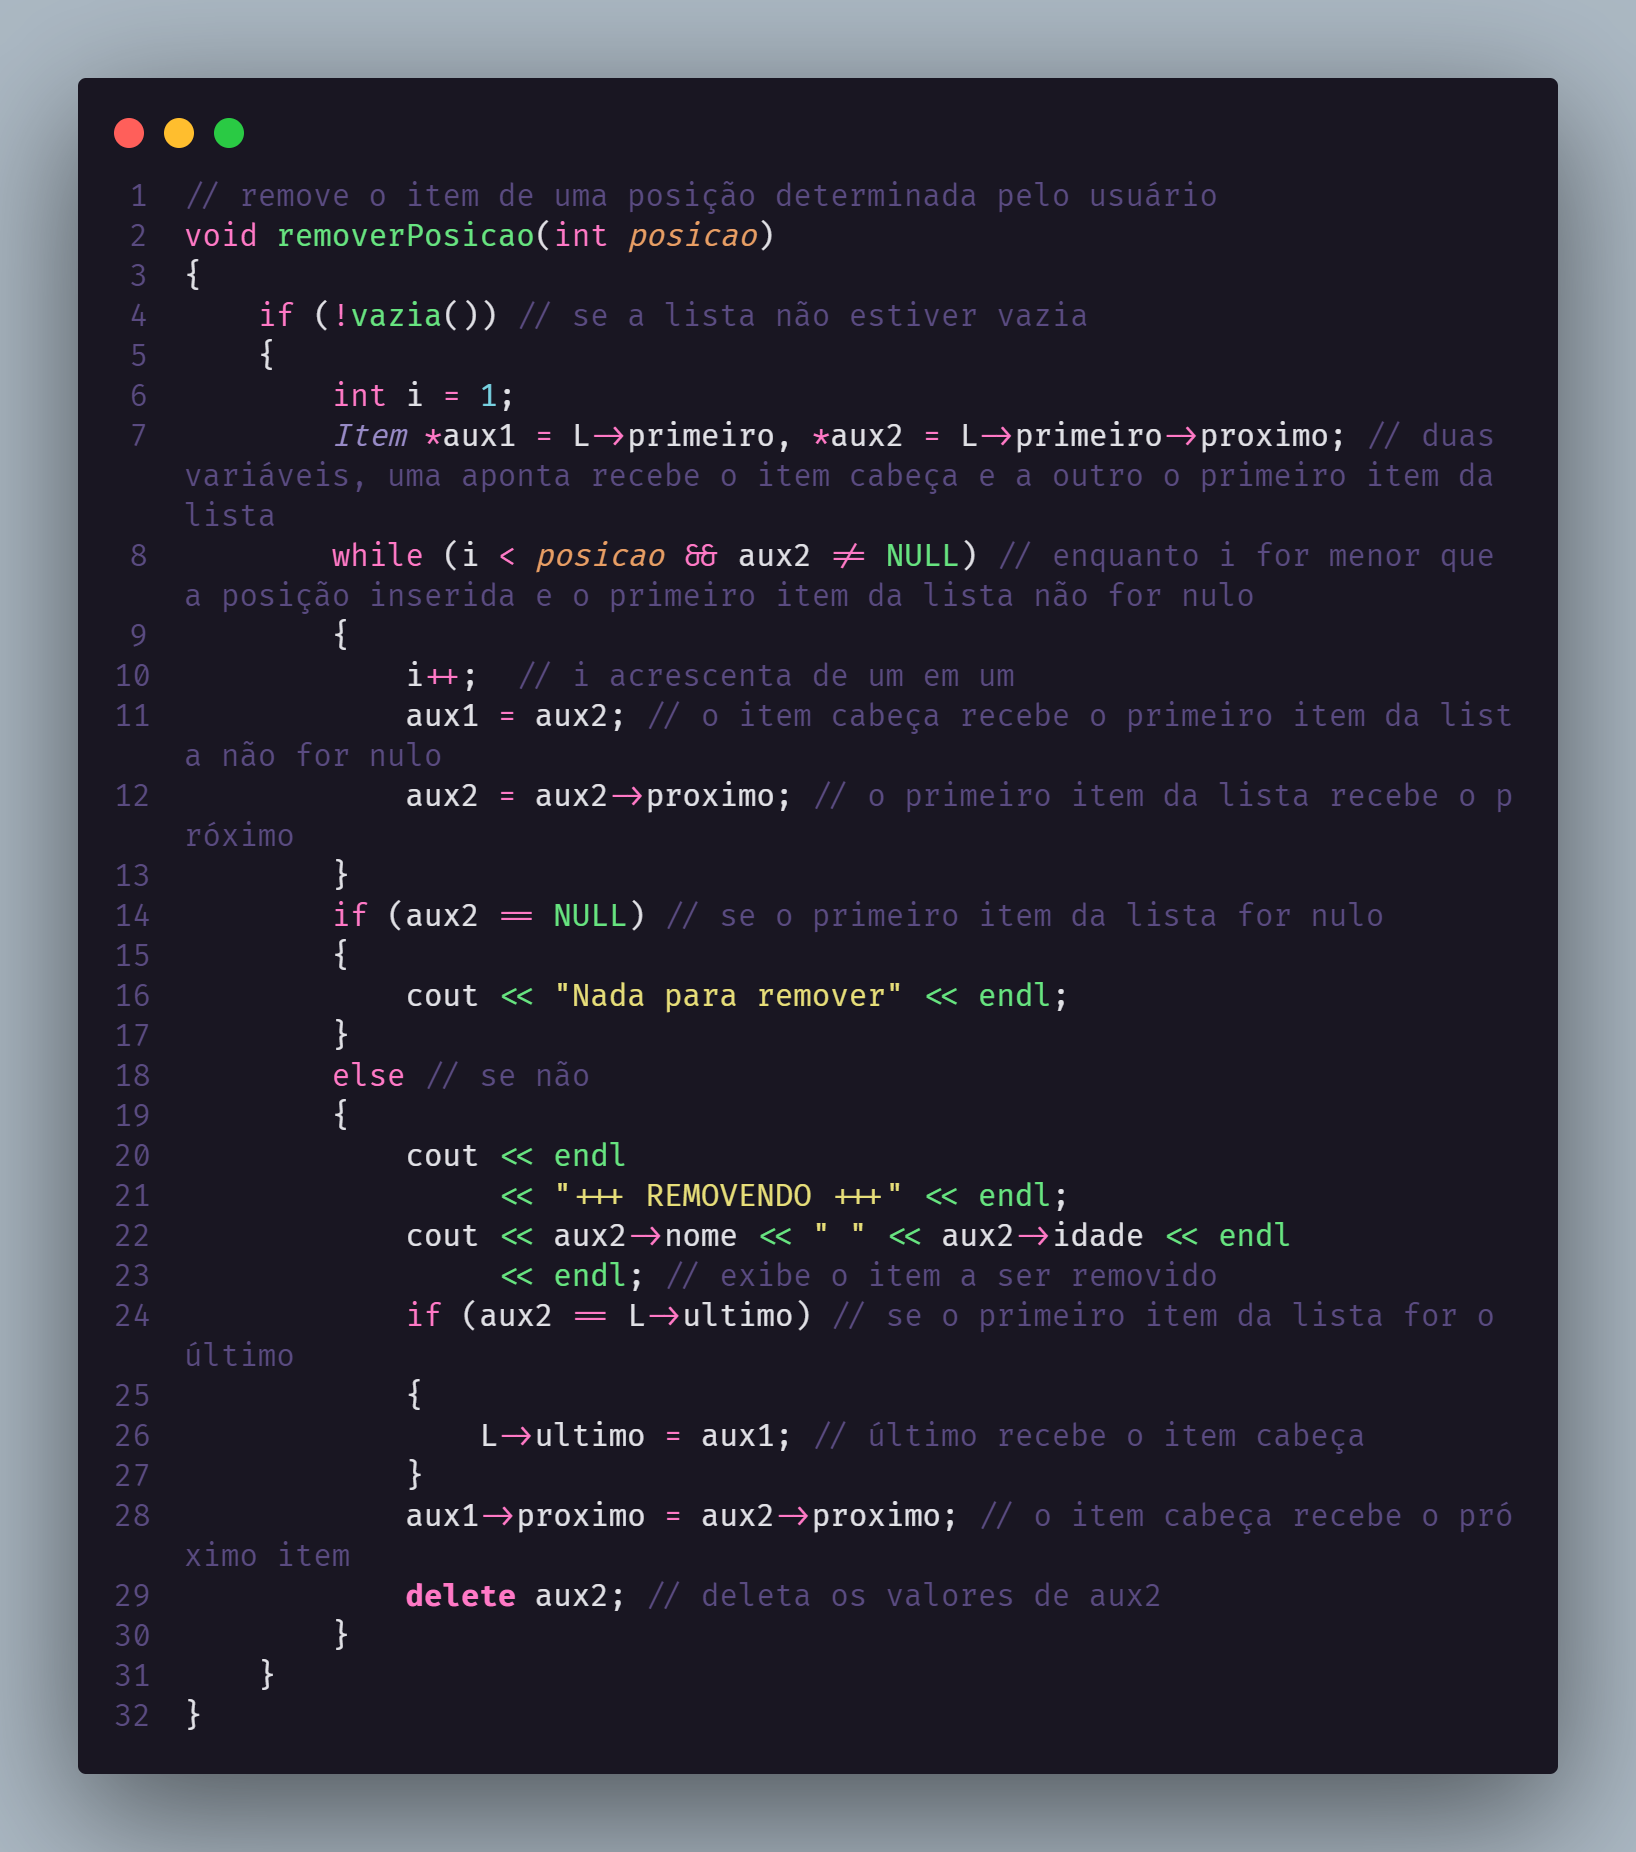 1 // remove o item de uma posição determinada pelo usuário
2 void removerPosicao(int posicao)
3 {
4     if (!vazia()) // se a lista não estiver vazia
5     {
6         int i = 1;
7         Item *aux1 = L->primeiro, *aux2 = L->primeiro->proximo; // duas
variáveis, uma aponta recebe o item cabeça e a outro o primeiro item da
lista
8         while (i < posicao && aux2 != NULL) // enquanto i for menor que
a posição inserida e o primeiro item da lista não for nulo
9         {
10             i++;  // i acrescenta de um em um
11             aux1 = aux2; // o item cabeça recebe o primeiro item da list
a não for nulo
12             aux2 = aux2->proximo; // o primeiro item da lista recebe o p
róximo
13         }
14         if (aux2 == NULL) // se o primeiro item da lista for nulo
15         {
16             cout << "Nada para remover" << endl;
17         }
18         else // se não
19         {
20             cout << endl
21                  << "+++ REMOVENDO +++" << endl;
22             cout << aux2->nome << " " << aux2->idade << endl
23                  << endl; // exibe o item a ser removido
24             if (aux2 == L->ultimo) // se o primeiro item da lista for o
último
25             {
26                 L->ultimo = aux1; // último recebe o item cabeça
27             }
28             aux1->proximo = aux2->proximo; // o item cabeça recebe o pró
ximo item
29             delete aux2; // deleta os valores de aux2
30         }
31     }
32 }